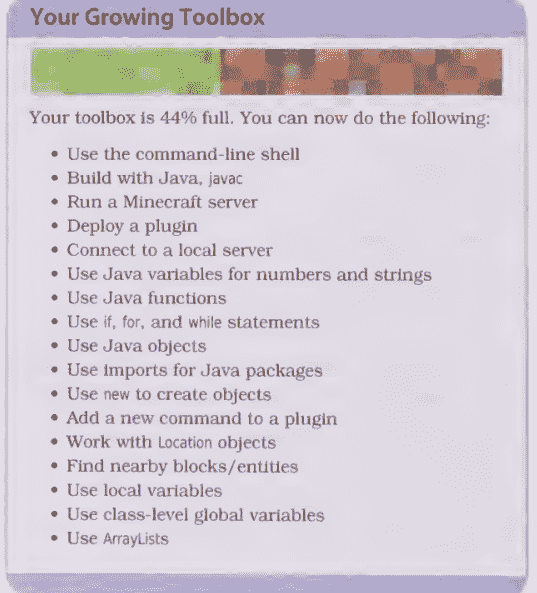 Your Growing Toolbox
Your toolbox is 44% full. You can now do the following:
• Use the command-line shell
• Build with Java, javac
• Run a Minecraft server
• Deploy a plugin
• Connect to a local server
• Use Java variables for numbers and strings
• Use Java functions
• Use if, for, and while statements
• Use Java objects
• Use imports for Java packages
• Use new to create objects
• Add a new command to a plugin
• Work with Location objects
• Find nearby blocks/entities
• Use local variables
• Use class-level global variables
• Use ArrayLists